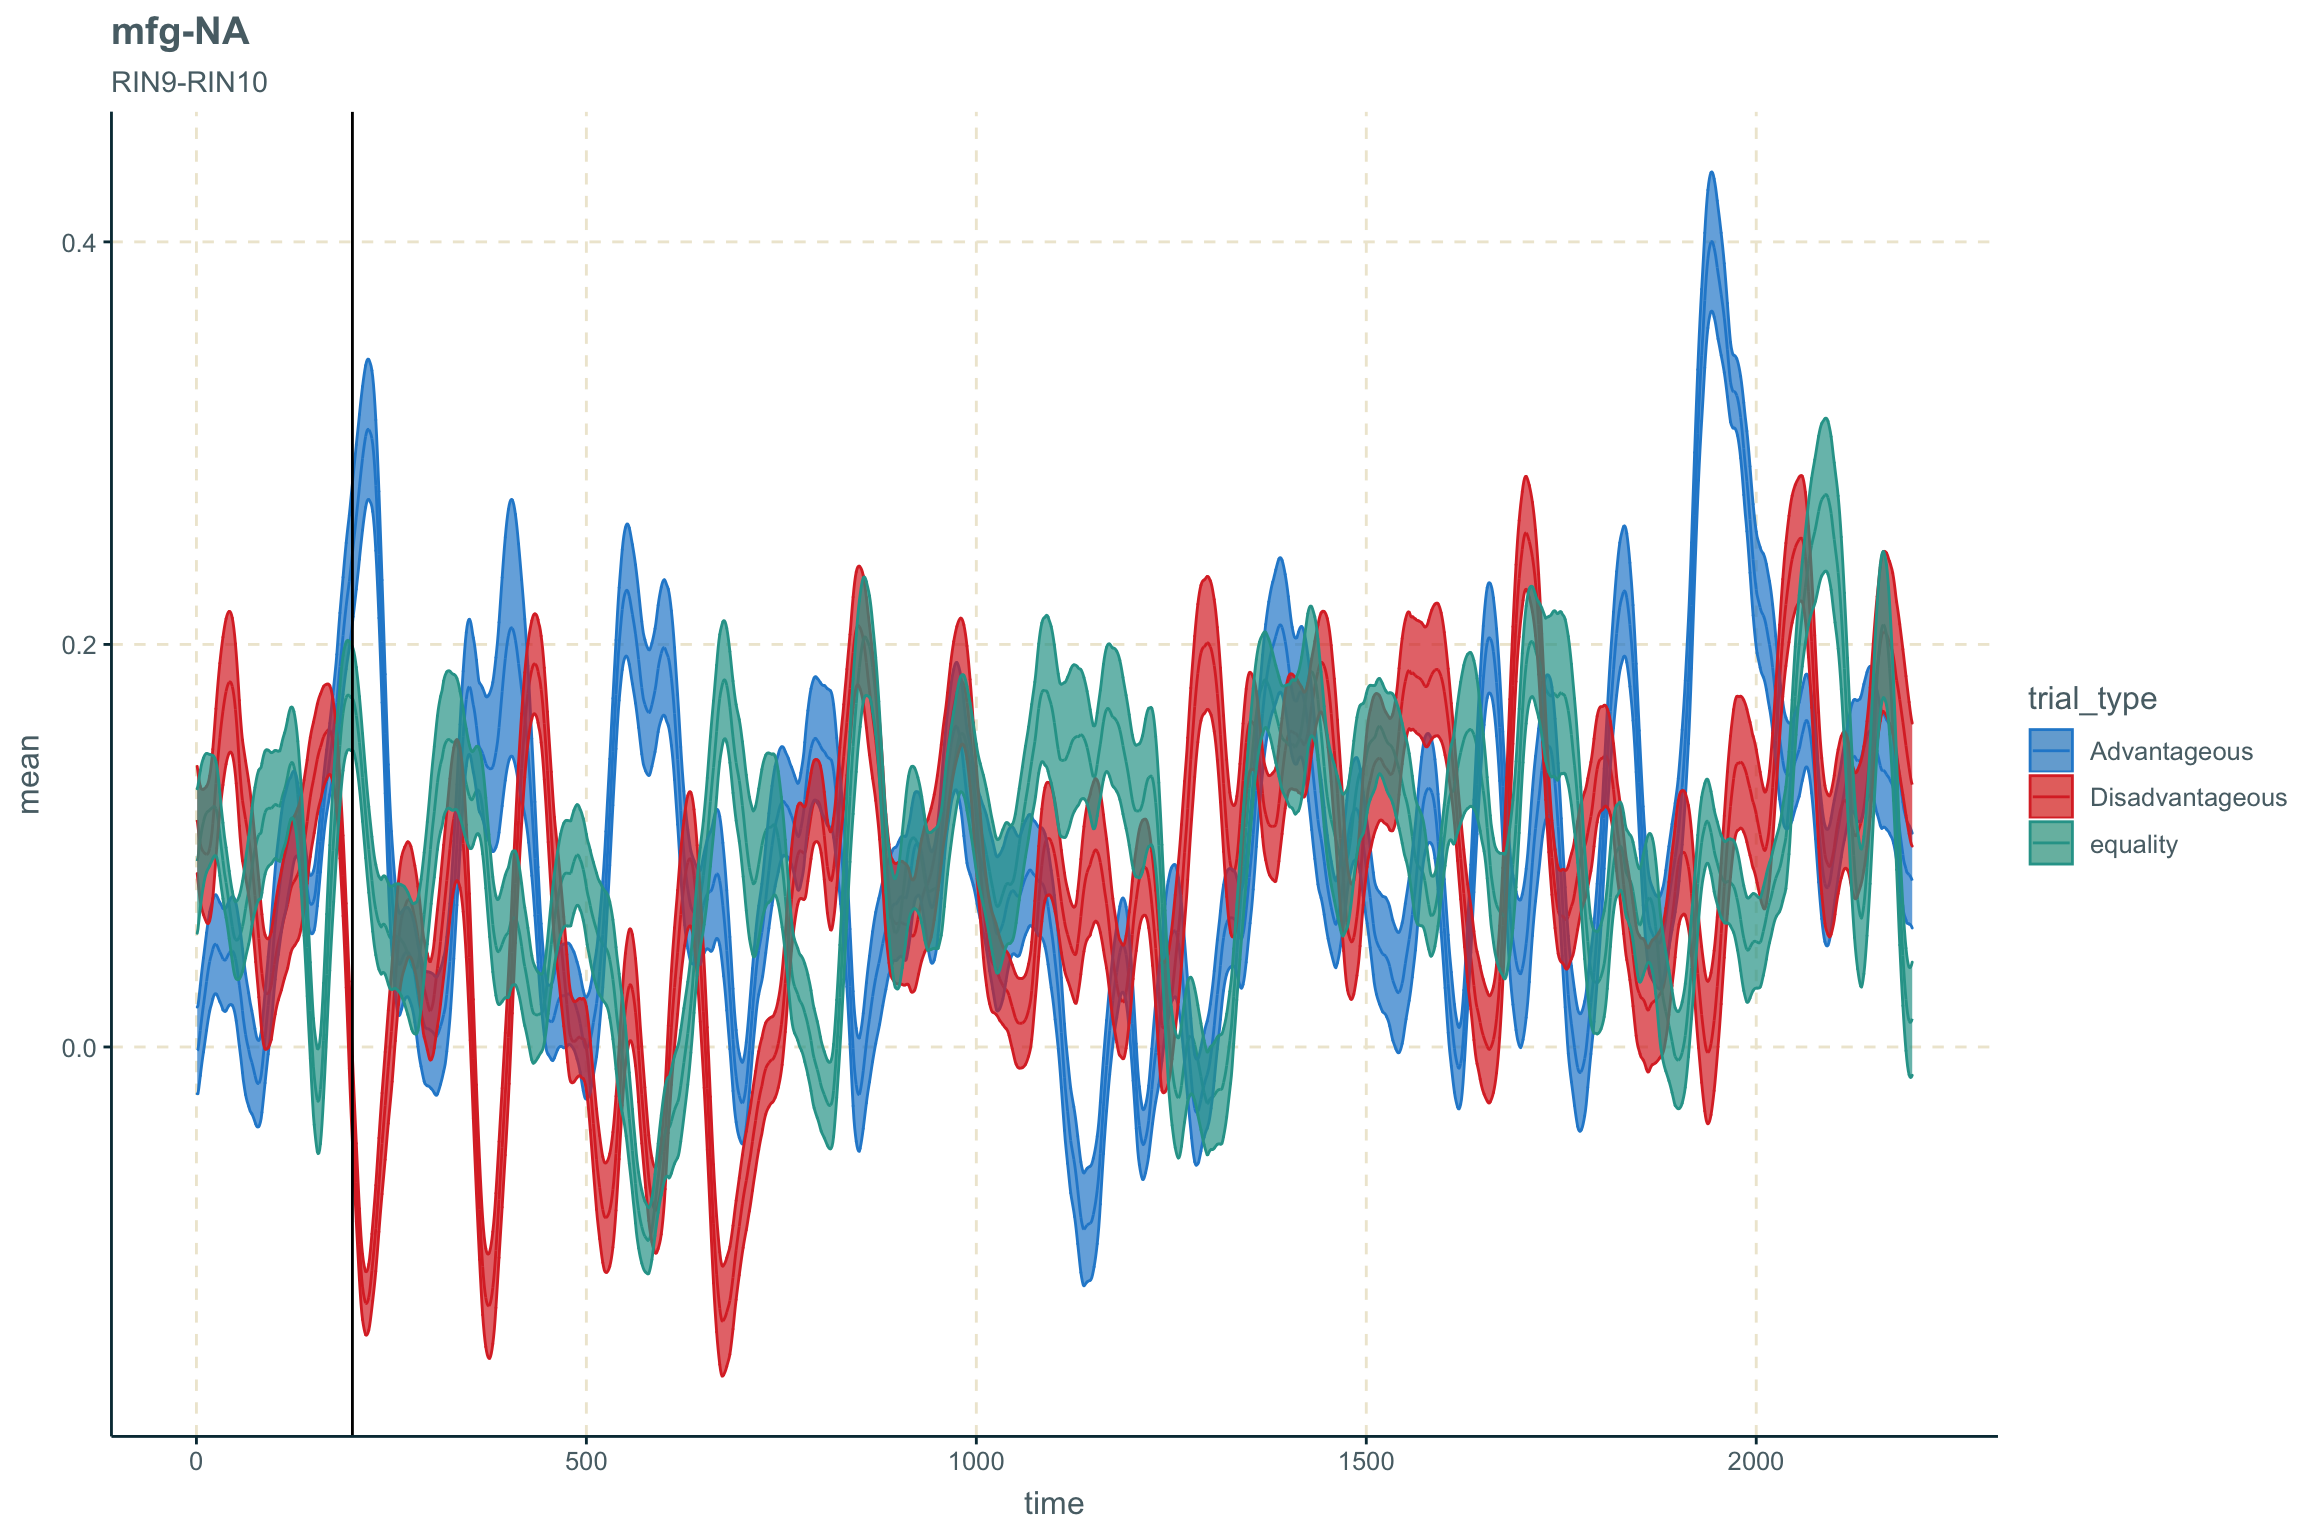 mfg-NA
RIN9-RIN10
mean
0.4
0.2
0.0
0
500
1000
1500
2000
time
trial_type
Advantageous
Disadvantageous
equality